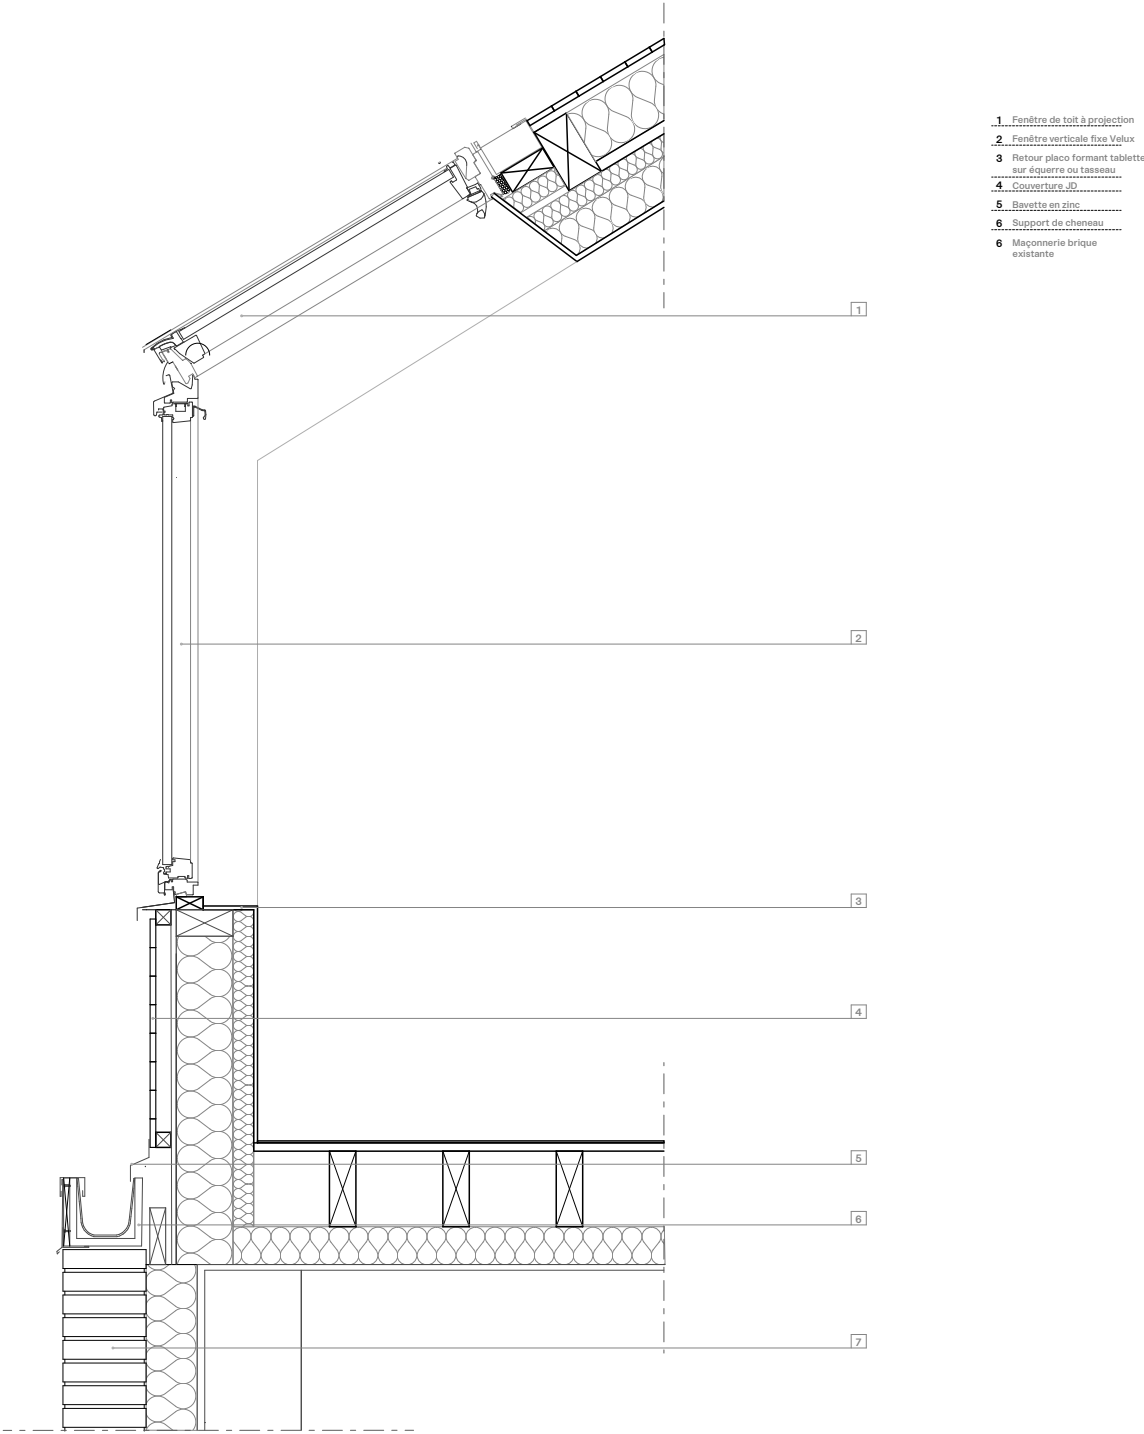 1 Fenêtre de toit à projection
2 Fenêtre verticale fixe Velux
3 Retour placo formant tablette
sur équerre ou tasseau
4 Couverture JD
5 Bavette en zinc
6 Support de cheneau
6 Maçonnerie brique
existante
1
2
3
4
5
6
7